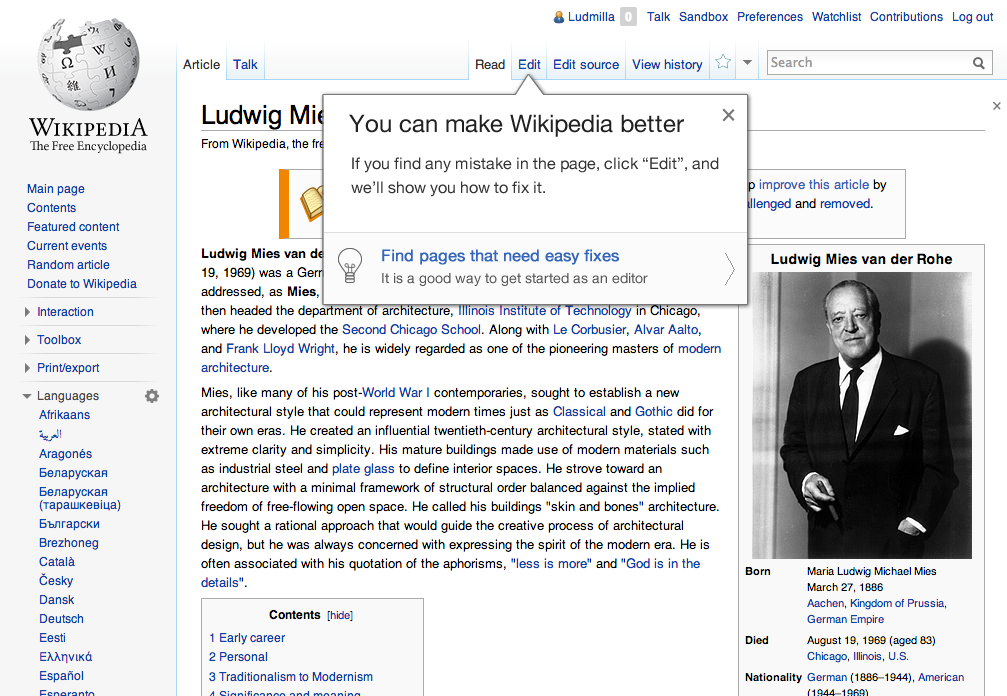 Ludmilla 0 Talk Sandbox Preferences Watchlist Contributions Log out
Article Talk Read Edit Edit source View history Search
WIKIPEDIA
The Free Encyclopedia
Main page
Contents
Featured content
Current events
Random article
Donate to Wikipedia
Interaction
Toolbox
Print/export
Languages
Afrikaans
العربية
Aragonés
Беларуская
Беларуская
(тарашкевіца)
Български
Brezhoneg
Català
Česky
Dansk
Deutsch
Eesti
Ελληνικά
Español
Esperanto
Ludwig Mie
From Wikipedia, the fre
You can make Wikipedia better
If you find any mistake in the page, click “Edit”, and
we’ll show you how to fix it.
Find pages that need easy fixes
It is a good way to get started as an editor
p improve this article by
allenged and removed.
Ludwig Mies van de
19, 1969) was a Gern
addressed, as Mies,
then headed the department of architecture, Illinois Institute of Technology in Chicago,
where he developed the Second Chicago School. Along with Le Corbusier, Alvar Aalto,
and Frank Lloyd Wright, he is widely regarded as one of the pioneering masters of modern
architecture.
Mies, like many of his post-World War I contemporaries, sought to establish a new
architectural style that could represent modern times just as Classical and Gothic did for
their own eras. He created an influential twentieth-century architectural style, stated with
extreme clarity and simplicity. His mature buildings made use of modern materials such
as industrial steel and plate glass to define interior spaces. He strove toward an
architecture with a minimal framework of structural order balanced against the implied
freedom of free-flowing open space. He called his buildings "skin and bones" architecture.
He sought a rational approach that would guide the creative process of architectural
design, but he was always concerned with expressing the spirit of the modern era. He is
often associated with his quotation of the aphorisms, "less is more" and "God is in the
details".
Contents [hide]
1 Early career
2 Personal
3 Traditionalism to Modernism
4 Significance and meaning
Ludwig Mies van der Rohe
Born Maria Ludwig Michael Mies
March 27, 1886
Aachen, Kingdom of Prussia,
German Empire
Died August 19, 1969 (aged 83)
Chicago, Illinois, U.S.
Nationality German (1886–1944), American
(1944–1969)